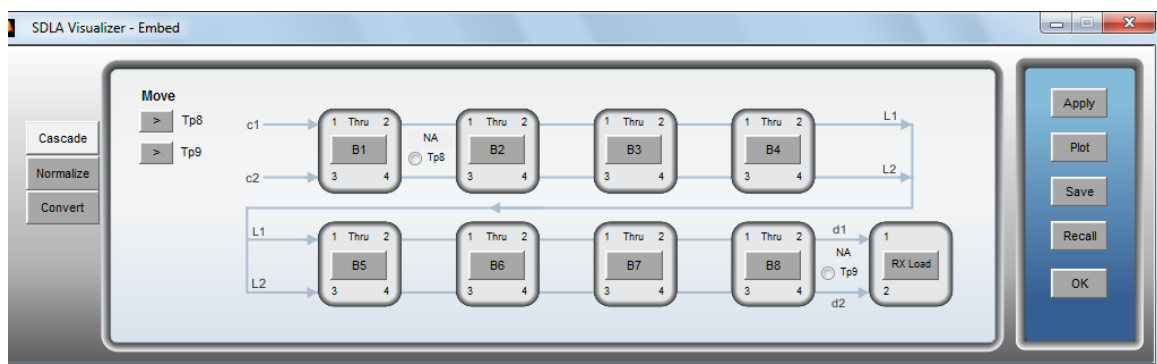 SDLA Visualizer - Embed
X
Move
> Tp8
> Tp9
Cascade
Normalize
Convert
c1
c2
1 Thru 2
B1
3 4
NA
Tp8
1 Thru 2
B2
3 4
1 Thru 2
B3
3 4
1 Thru 2
B4
3 4
L1
L2
L1
L2
1 Thru 2
B5
3 4
1 Thru 2
B6
3 4
1 Thru 2
B7
3 4
1 Thru 2
B8
3 4
d1
NA
Tp9
d2
1
RX Load
2
Apply
Plot
Save
Recall
OK